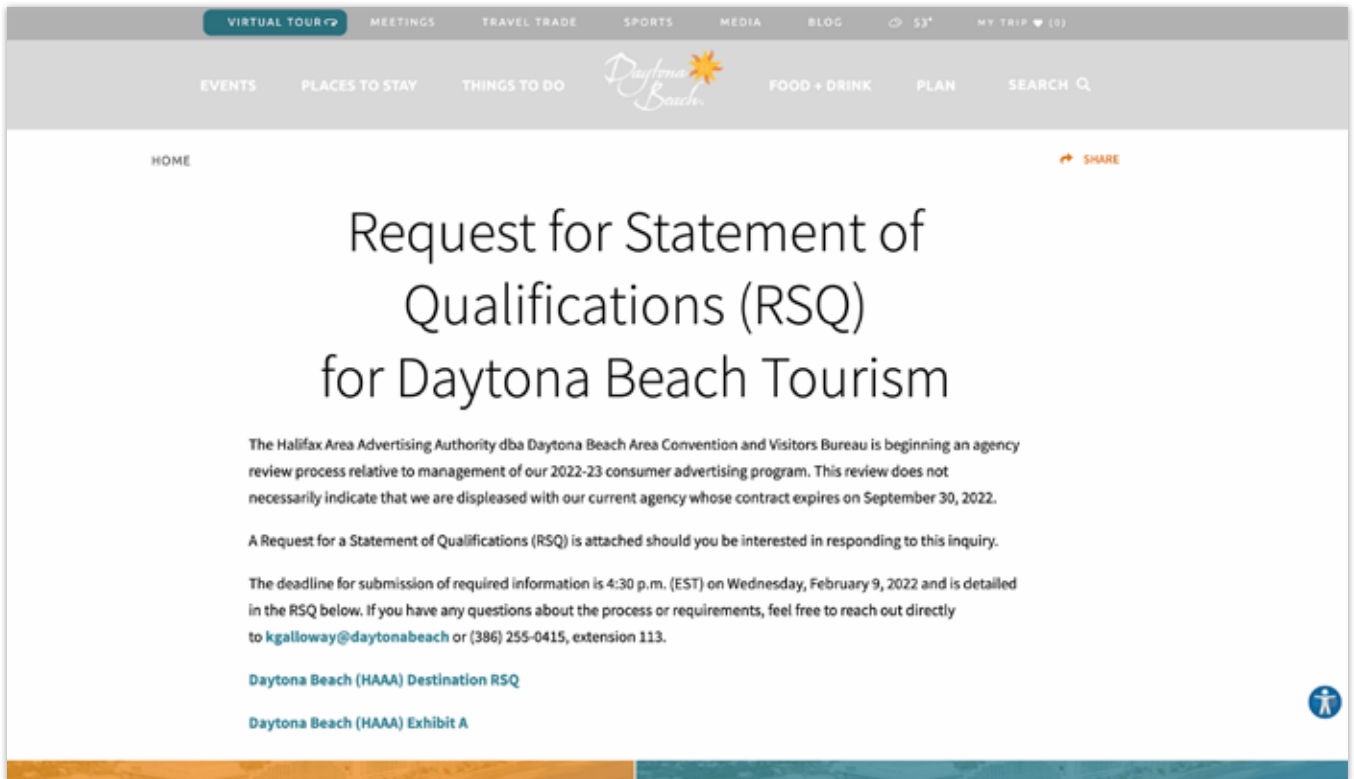 VIRTUAL TOUR MEETINGS TRAVEL TRADE SPORTS MEDIA BLOG 53° MY TRIP (0)
EVENTS PLACES TO STAY THINGS TO DO Daytona Beach. FOOD + DRINK PLAN SEARCH
HOME SHARE
Request for Statement of
Qualifications (RSQ)
for Daytona Beach Tourism
The Halifax Area Advertising Authority dba Daytona Beach Area Convention and Visitors Bureau is beginning an agency
review process relative to management of our 2022-23 consumer advertising program. This review does not
necessarily indicate that we are displeased with our current agency whose contract expires on September 30, 2022.
A Request for a Statement of Qualifications (RSQ) is attached should you be interested in responding to this inquiry.
The deadline for submission of required information is 4:30 p.m. (EST) on Wednesday, February 9, 2022 and is detailed
in the RSQ below. If you have any questions about the process or requirements, feel free to reach out directly
to kgalloway@daytonabeach or (386) 255-0415, extension 113.
Daytona Beach (HAAA) Destination RSQ
Daytona Beach (HAAA) Exhibit A